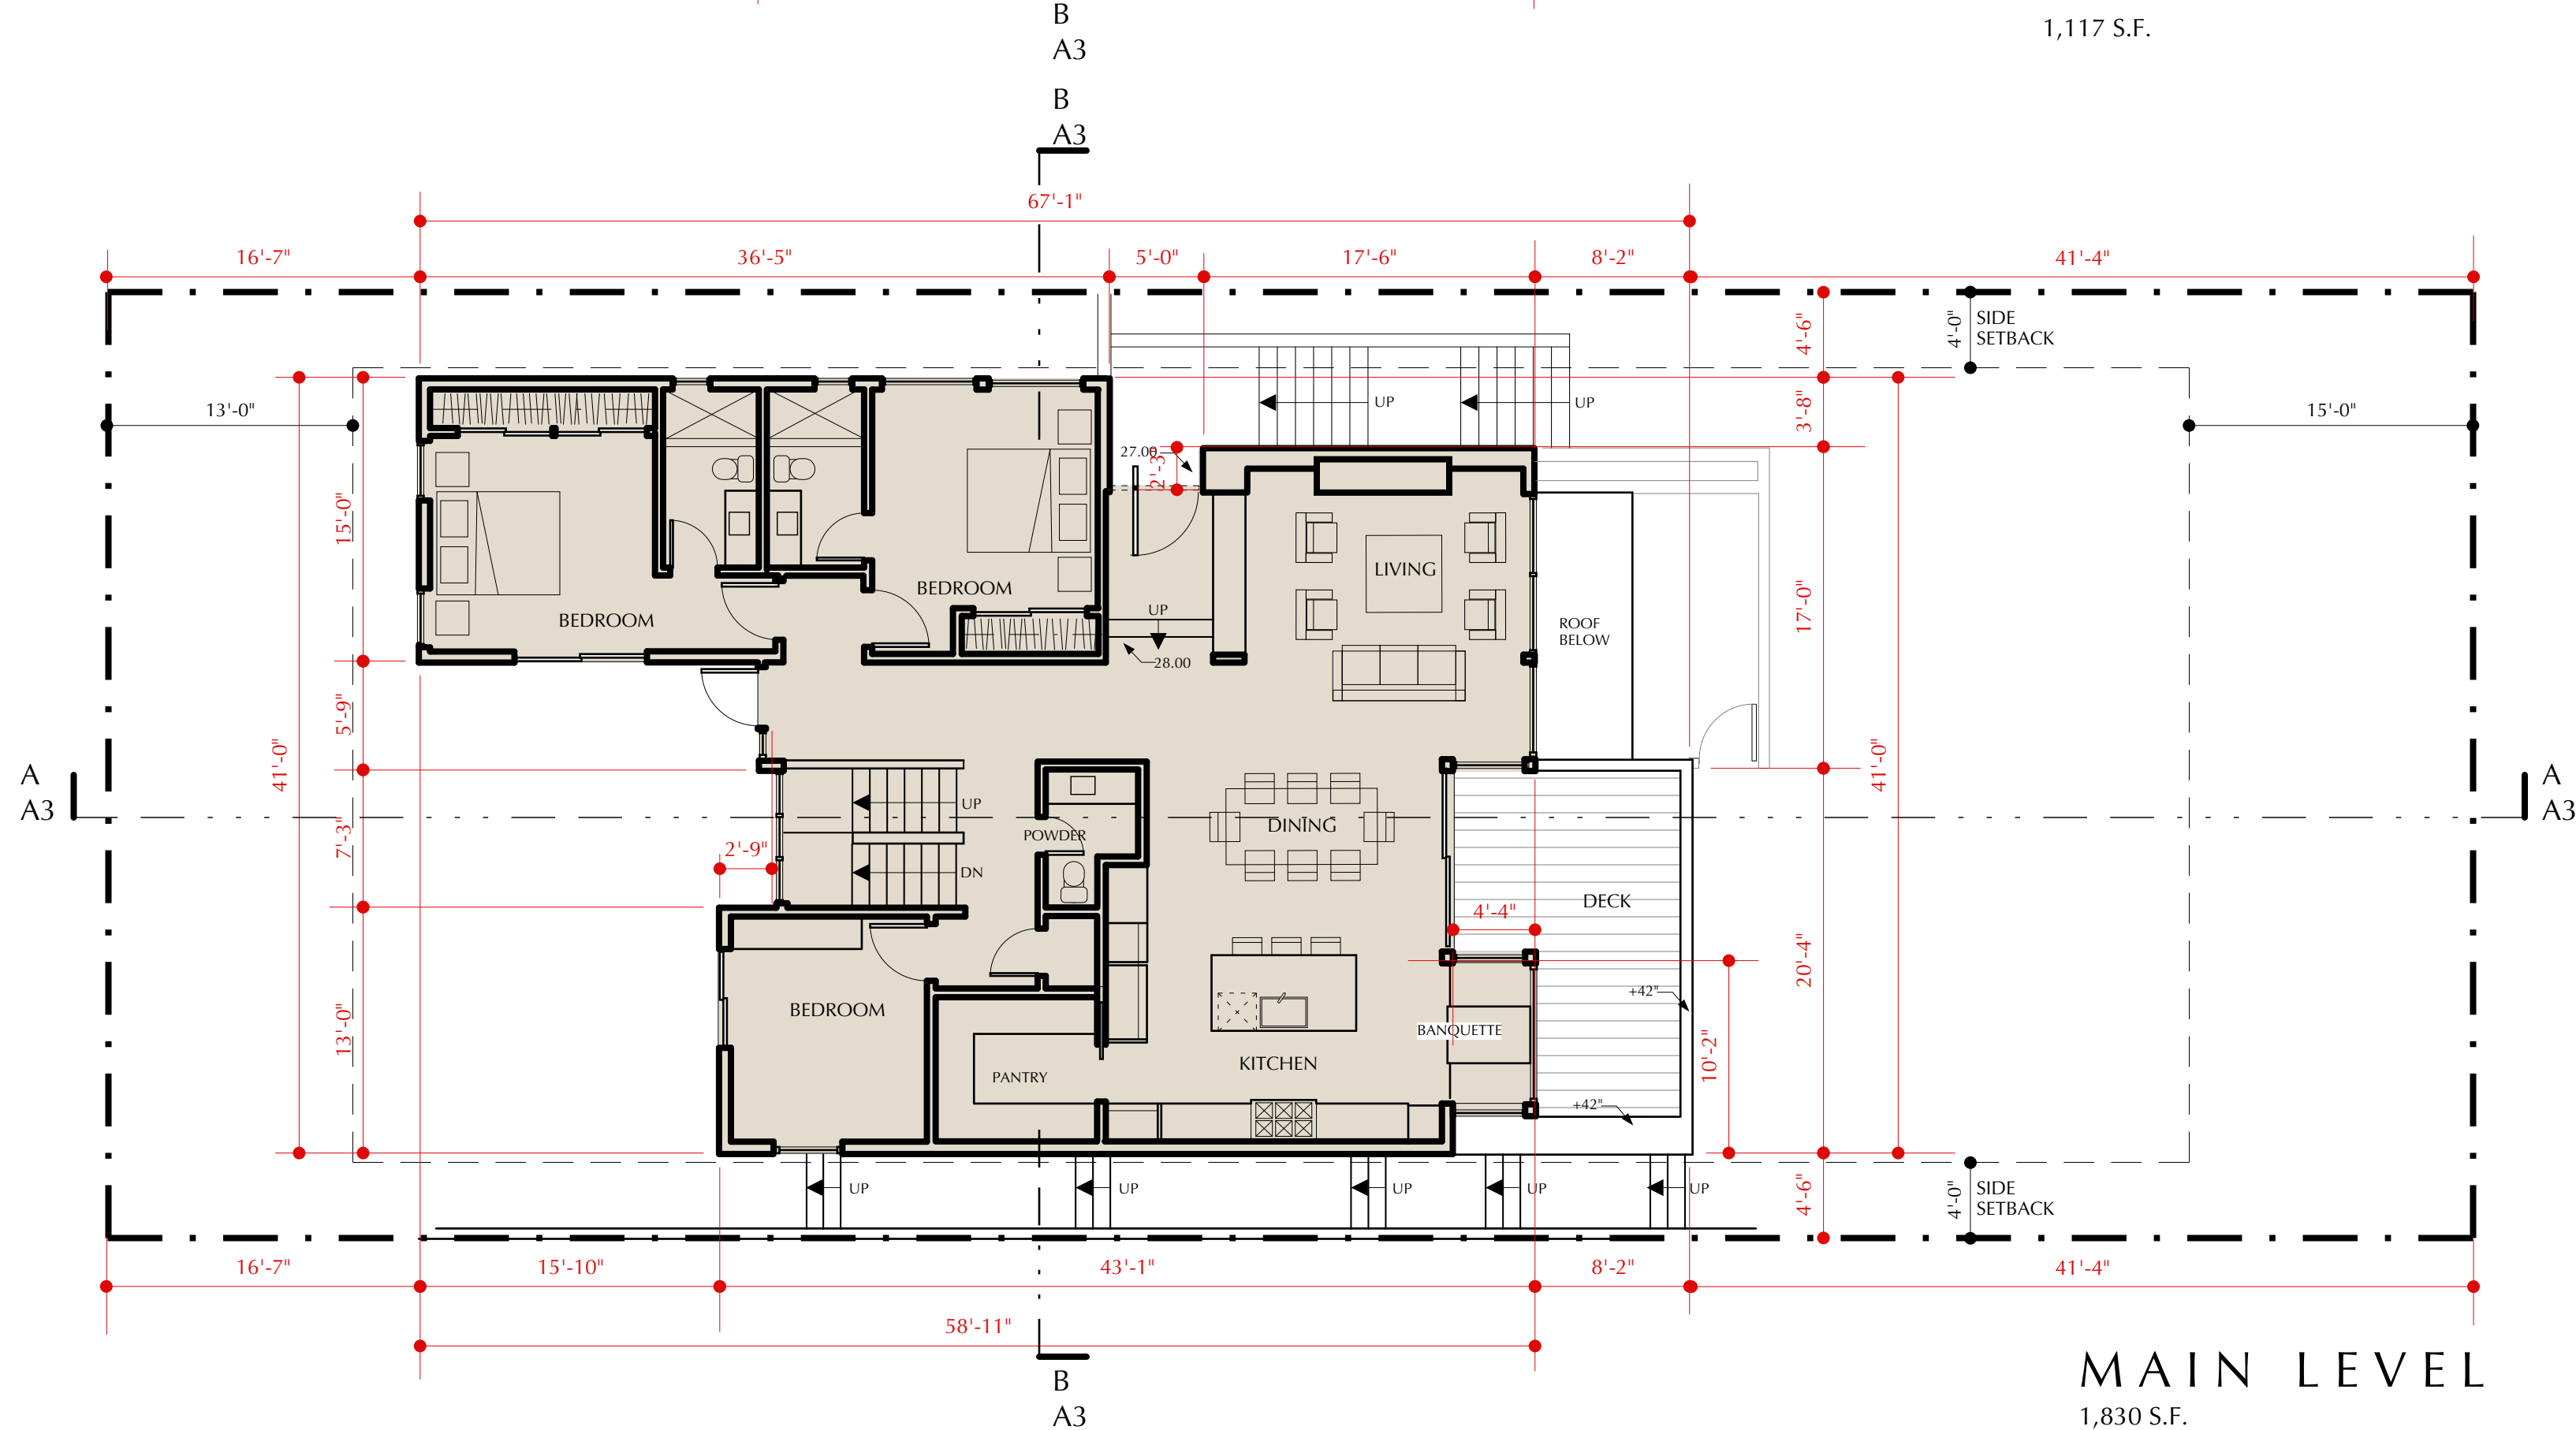 B
A3
1,117 S.F.
B
A3
67'-1"
16'-7"
36'-5"
5'-0"
17'-6"
8'-2"
41'-4"
4'-6"
4'-0"
SIDE
SETBACK
13'-0"
15'-0"
UP
UP
3'-8"
27.00
2'-3"
15'-0"
LIVING
BEDROOM
BEDROOM
UP
17'-0"
ROOF
BELOW
28.00
5'-9"
41'-0"
41'-0"
A
A3
A
A3
UP
7'-3"
POWDER
DINING
2'-9"
DN
DECK
4'-4"
20'-4"
+42"
BEDROOM
13'-0"
BANQUETTE
10'-2"
KITCHEN
PANTRY
+42"
UP
UP
UP
UP
UP
4'-6"
4'-0"
SIDE
SETBACK
16'-7"
15'-10"
43'-1"
8'-2"
41'-4"
58'-11"
B
A3
MAIN LEVEL
1,830 S.F.